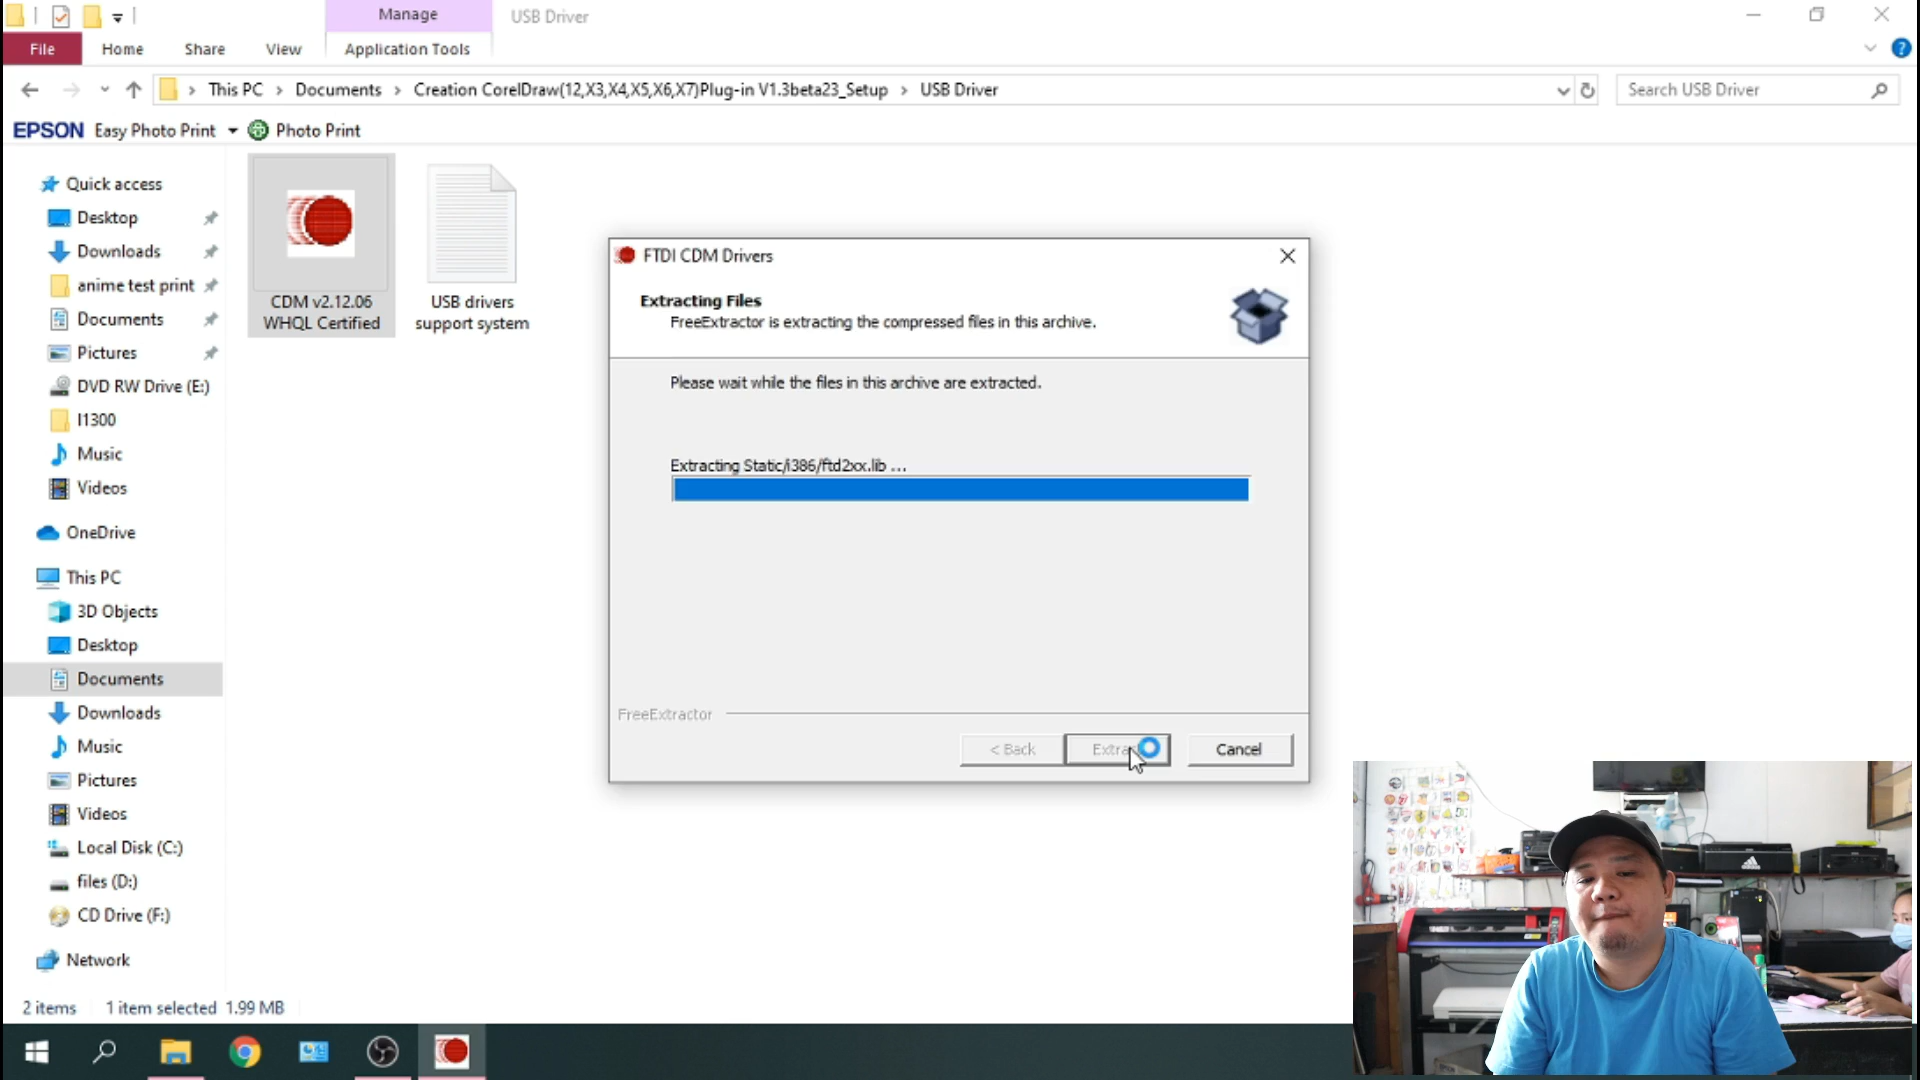 Manage
USB Driver
File
Home
Share
View
Application Tools
This PC > Documents > Creation CorelDraw(12,X3,X4,X5,X6,X7)Plug-in V1.3beta23_Setup > USB Driver
Search USB Driver
EPSON Easy Photo Print
Photo Print
Quick access
Desktop
Downloads
anime test print
Documents
Pictures
DVD RW Drive (E:)
l1300
Music
Videos
OneDrive
This PC
3D Objects
Desktop
Documents
Downloads
Music
Pictures
Videos
Local Disk (C:)
files (D:)
CD Drive (F:)
Network
CDM v2.12.06
WHQL Certified
USB drivers
support system
FTDI CDM Drivers
Extracting Files
FreeExtractor is extracting the compressed files in this archive.
Please wait while the files in this archive are extracted.
Extracting Static/i386/ftd2xx.lib ...
FreeExtractor
< Back
Extra
Cancel
2 items
1 item selected 1.99 MB